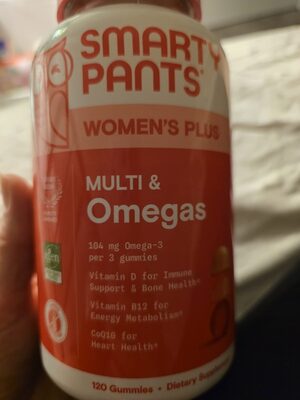 SMARTY
PANTS®
WOMEN'S PLUS
MULTI &
Omegas
104 mg Omega-3
per 3 gummies
Vitamin D for Immune
Support & Bone Health†
Vitamin B12 for
Energy Metabolism†
CoQ10 for
Heart Health†
120 Gummies • Dietary